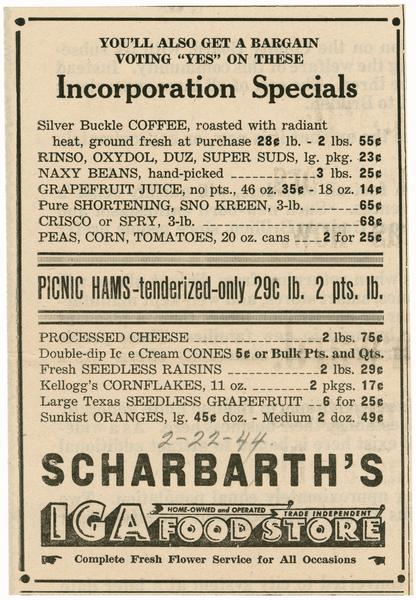 YOU'LL ALSO GET A BARGAIN
VOTING "YES" ON THESE
Incorporation Specials
Silver Buckle COFFEE, roasted with radiant
heat, ground fresh at Purchase 28¢ lb. - 2 lbs. 55¢
RINSO, OXYDOL, DUZ, SUPER SUDS, lg. pkg. 23¢
NAXY BEANS, hand-picked 3 lbs. 25¢
GRAPEFRUIT JUICE, no pts., 46 oz. 35¢ - 18 oz. 14¢
Pure SHORTENING, SNO KREEN, 3-lb. 65¢
CRISCO or SPRY, 3-lb. 68¢
PEAS, CORN, TOMATOES, 20 oz. cans 2 for 25¢
PICNIC HAMS-tenderized-only 29¢ lb. 2 pts. lb.
PROCESSED CHEESE 2 lbs. 75¢
Double-dip Ic e Cream CONES 5¢ or Bulk Pts. and Qts.
Fresh SEEDLESS RAISINS 2 lbs. 29¢
Kellogg's CORNFLAKES, 11 oz. 2 pkgs. 17¢
Large Texas SEEDLESS GRAPEFRUIT 6 for 25¢
Sunkist ORANGES, lg. 45¢ doz. - Medium 2 doz. 49¢
2-22-44.
SCHARBARTH'S
HOME-OWNED and OPERATED TRADE INDEPENDENT
IGA FOOD STORE
Complete Fresh Flower Service for All Occasions